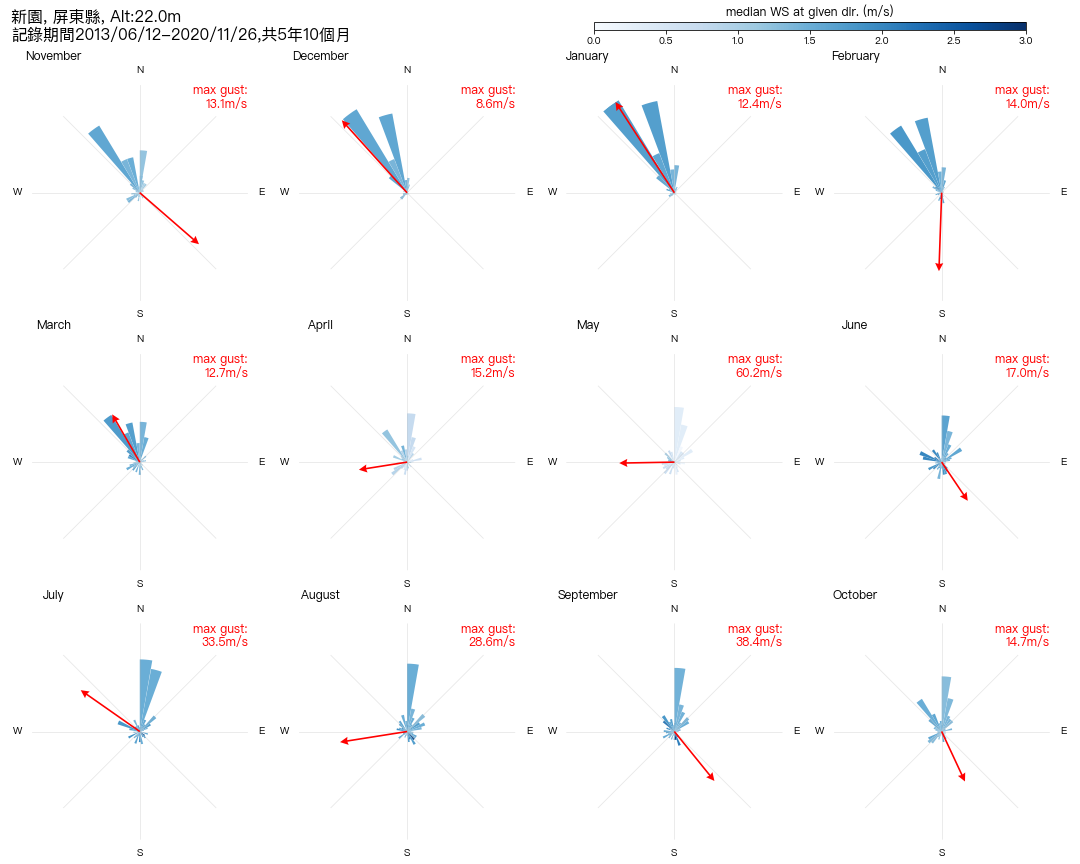 新園, 屏東縣, Alt:22.0m
記錄期間2013/06/12−2020/11/26,共5年10個月
median WS at given dir. (m/s)
0.0 0.5 1.0 1.5 2.0 2.5 3.0
November
N
max gust:
13.1m/s
W
E
S
December
N
max gust:
8.6m/s
W
E
S
January
N
max gust:
12.4m/s
W
E
S
February
N
max gust:
14.0m/s
W
E
S
March
N
max gust:
12.7m/s
W
E
S
April
N
max gust:
15.2m/s
W
E
S
May
N
max gust:
60.2m/s
W
E
S
June
N
max gust:
17.0m/s
W
E
S
July
N
max gust:
33.5m/s
W
E
S
August
N
max gust:
28.6m/s
W
E
S
September
N
max gust:
38.4m/s
W
E
S
October
N
max gust:
14.7m/s
W
E
S